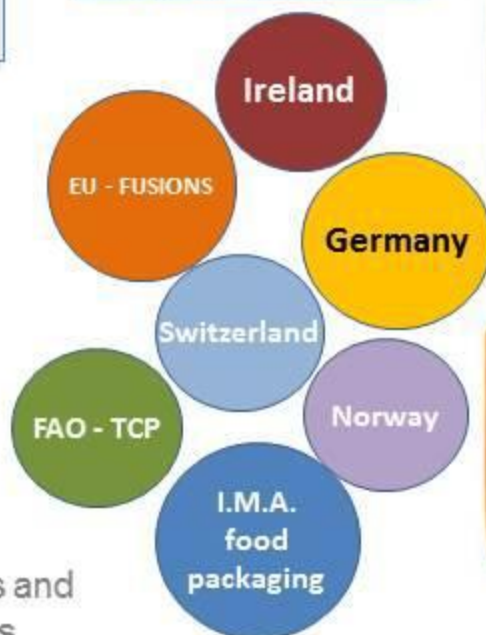 Ireland
EU - FUSIONS
Germany
Switzerland
Norway
FAO - TCP
I.M.A.
food
packaging
and